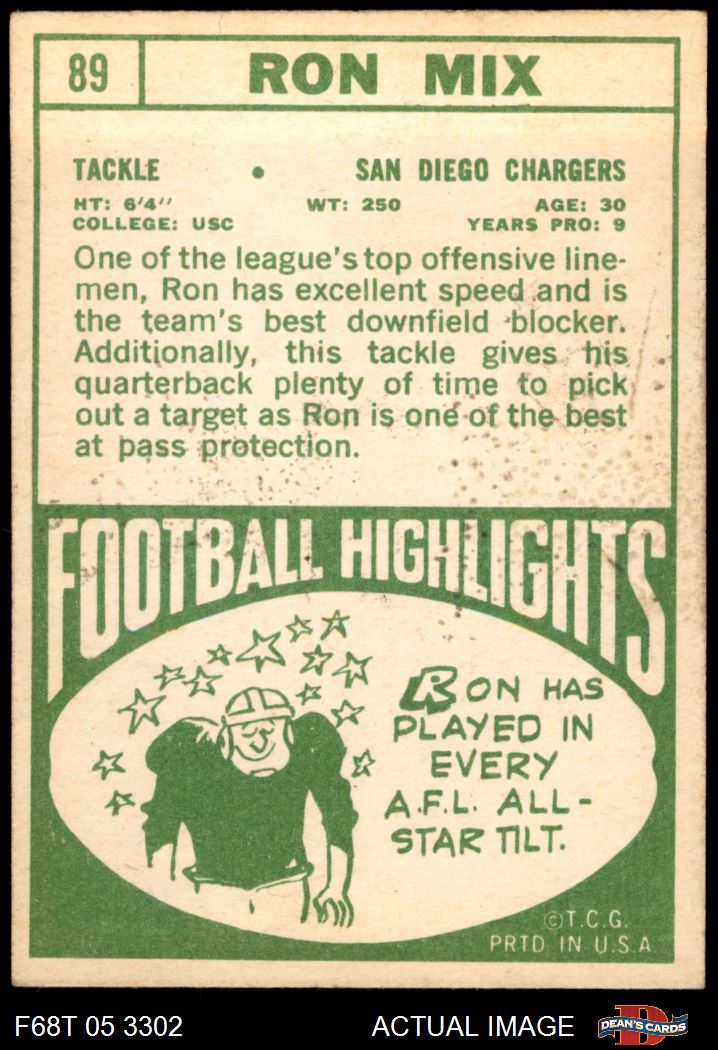 89 RON MIX
TACKLE • SAN DIEGO CHARGERS
HT: 6'4" WT: 250 AGE: 30
COLLEGE: USC YEARS PRO: 9
One of the league's top offensive line-
men, Ron has excellent speed and is
the team's best downfield blocker.
Additionally, this tackle gives his
quarterback plenty of time to pick
out a target as Ron is one of the best
at pass protection.
FOOTBALL HIGHLIGHTS
RON HAS
PLAYED IN
EVERY
A.F.L. ALL-
STAR TILT.
©T.C.G.
PRTD. IN U.S.A.
F68T 05 3302 ACTUAL IMAGE D DEAN'S CARDS